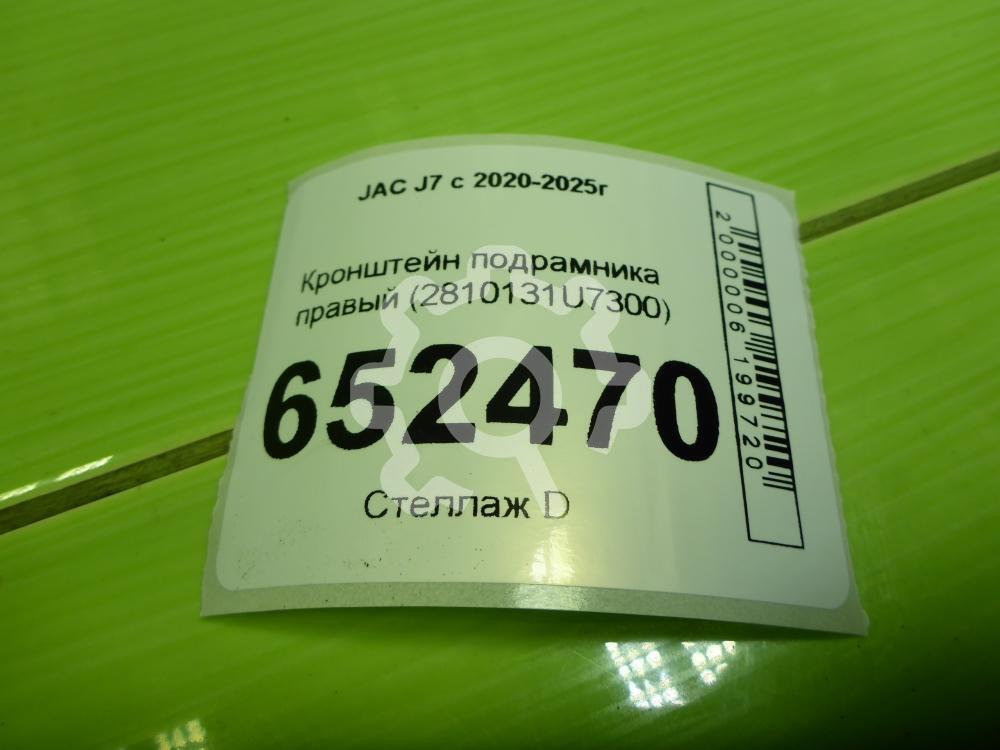 JAC J7 с 2020-2025г
Кронштейн подрамника
правый (2810131U7300)
652470
Стеллаж D
2000006199720